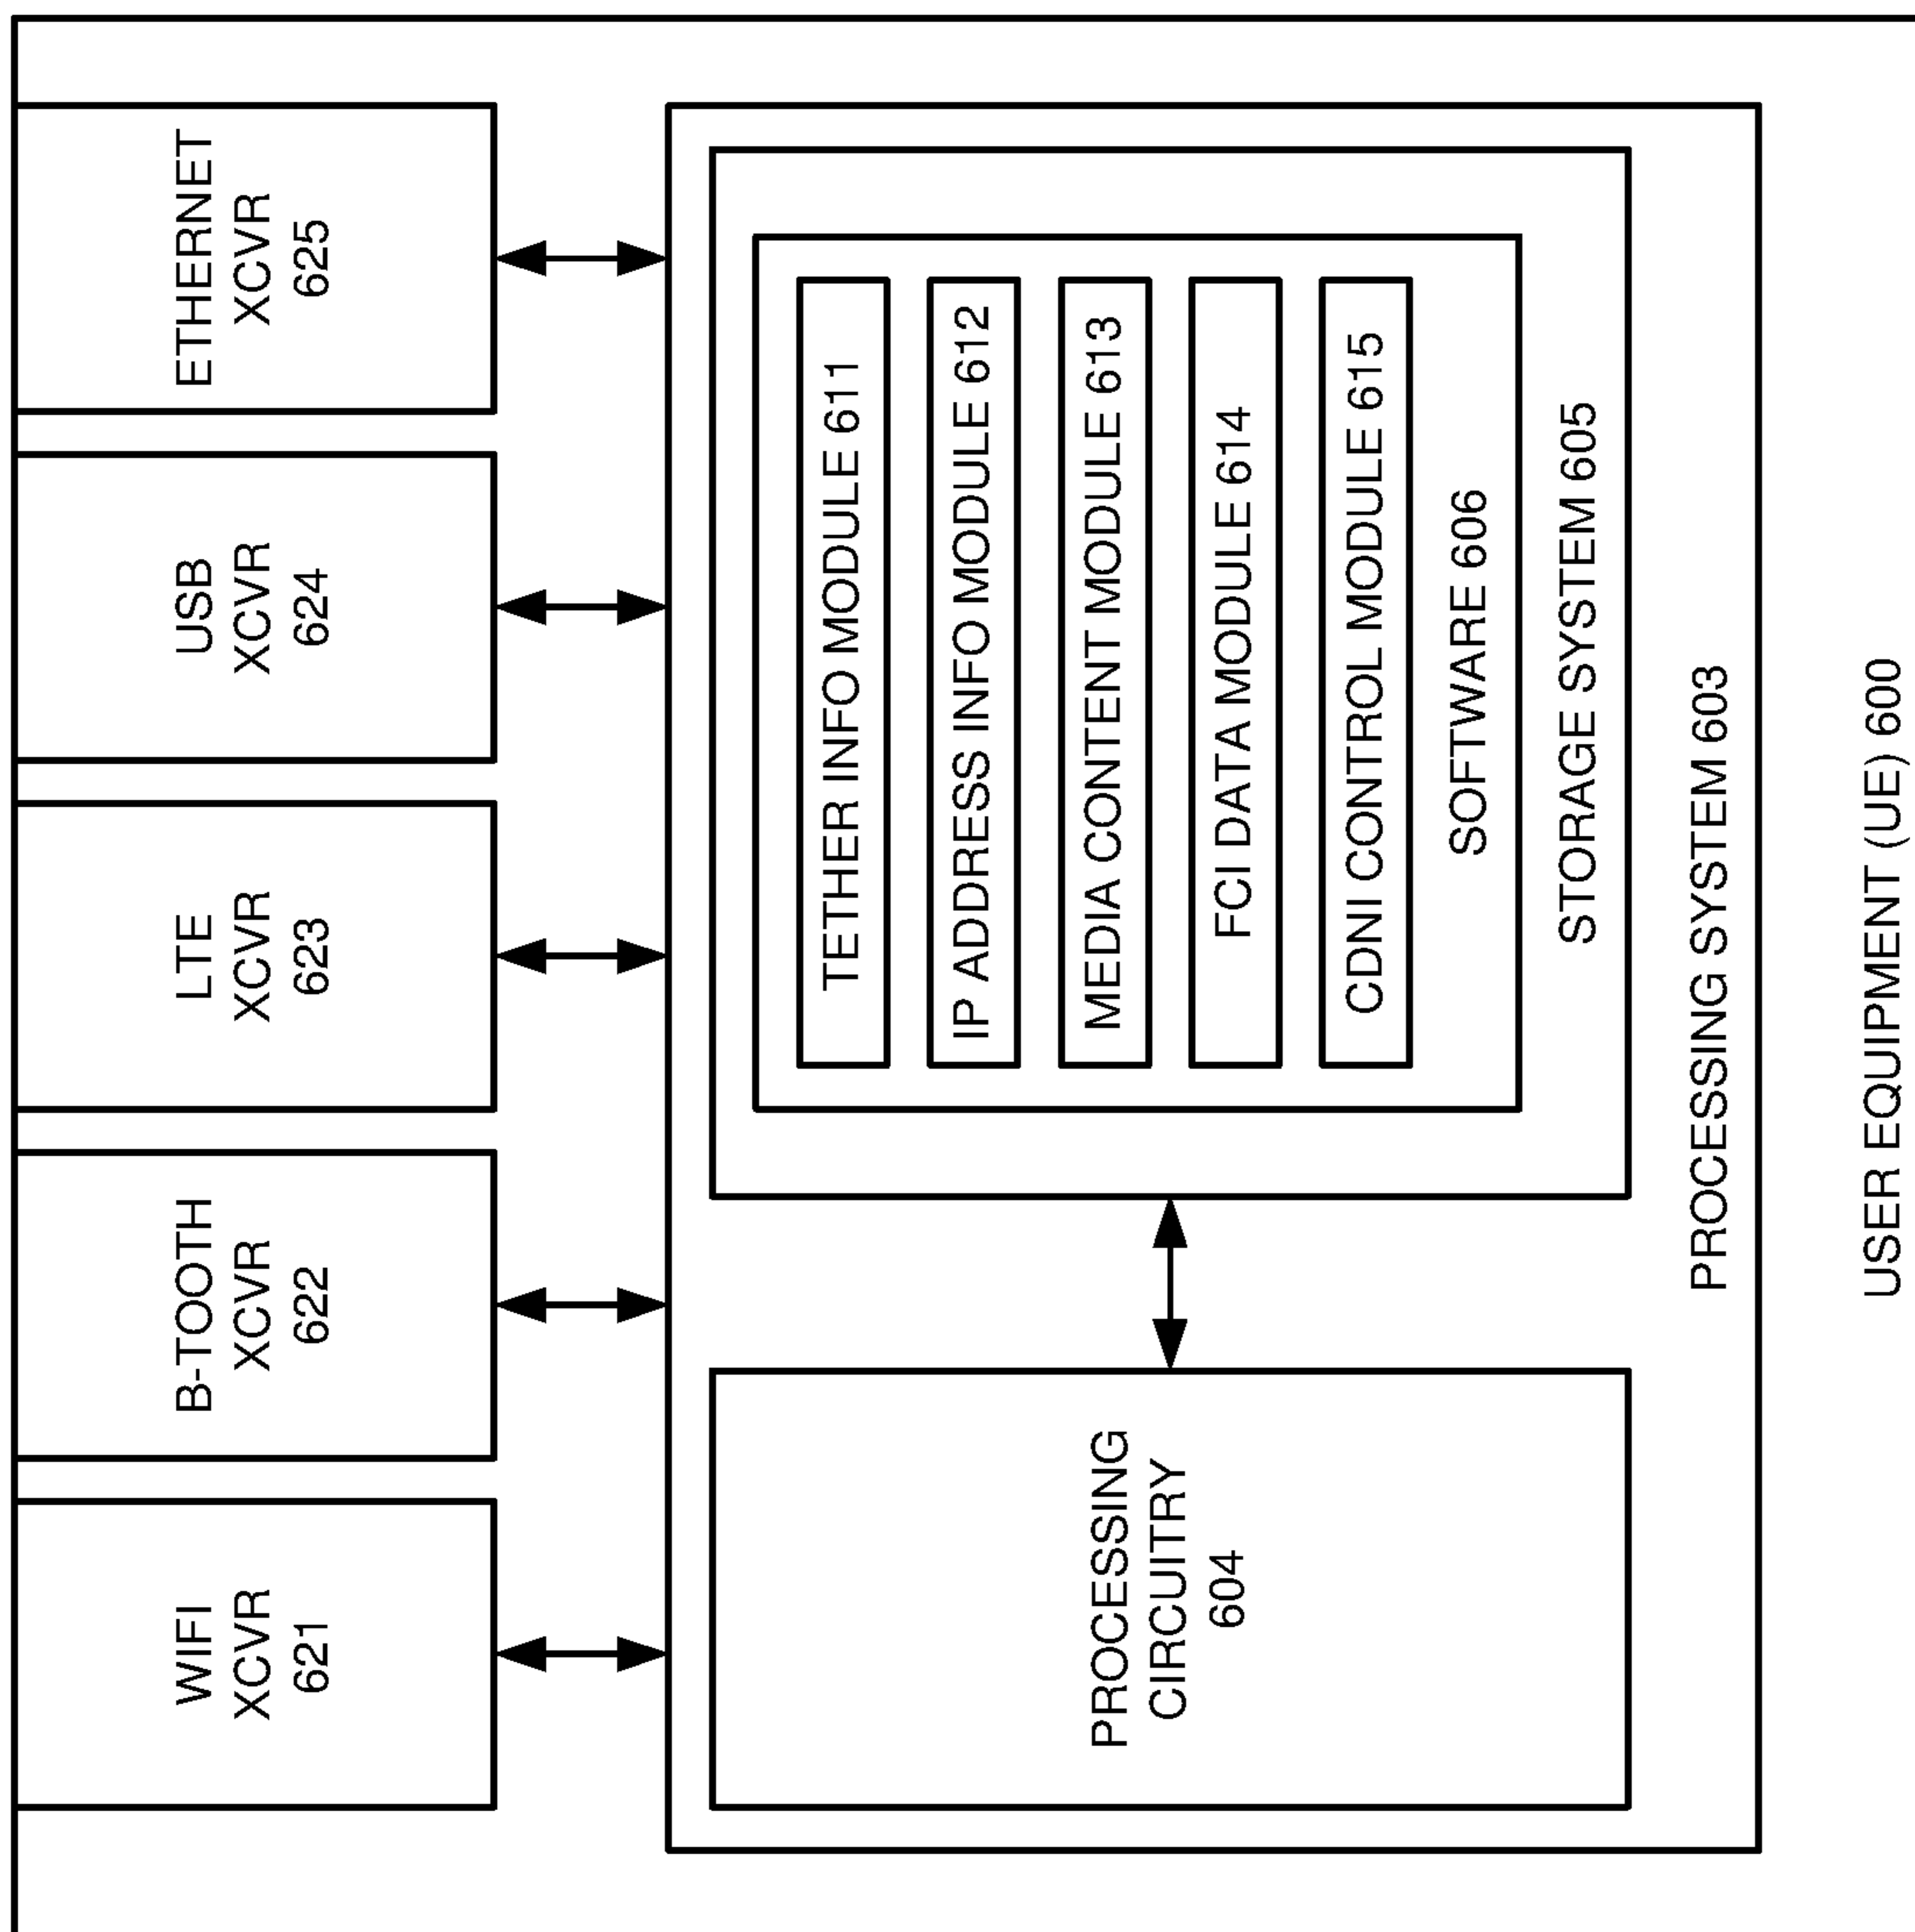 WIFI
XCVR
621
B-TOOTH
XCVR
622
LTE
XCVR
623
USB
XCVR
624
ETHERNET
XCVR
625
PROCESSING
CIRCUITRY
604
TETHER INFO MODULE 611
IP ADDRESS INFO MODULE 612
MEDIA CONTENT MODULE 613
FCI DATA MODULE 614
CDNI CONTROL MODULE 615
SOFTWARE 606
STORAGE SYSTEM 605
PROCESSING SYSTEM 603
USER EQUIPMENT (UE) 600